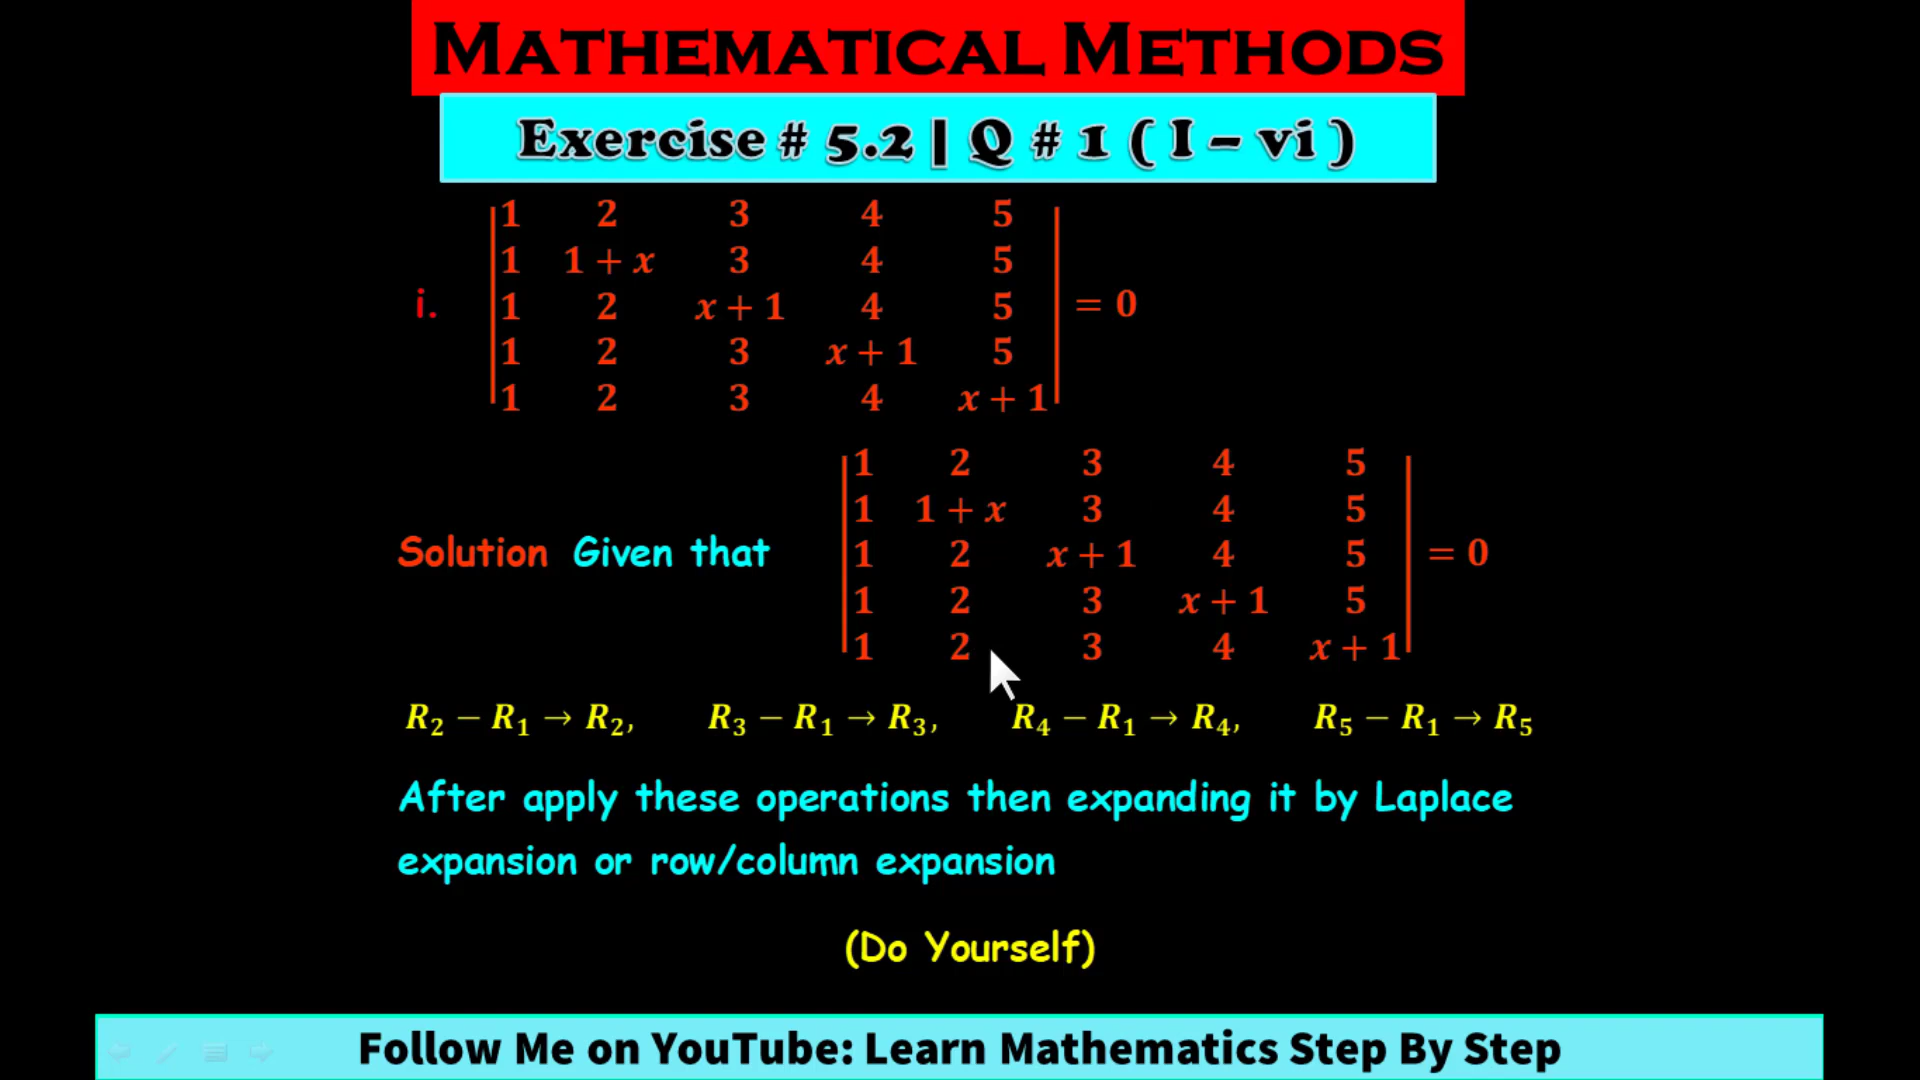 MATHEMATICAL METHODS
Exercise # 5.2 | Q # 1 ( I – vi )
1 2 3 4 5
1 1 + x 3 4 5
i. 1 2 x + 1 4 5 = 0
1 2 3 x + 1 5
1 2 3 4 x + 1
1 2 3 4 5
1 1 + x 3 4 5
Solution Given that 1 2 x + 1 4 5 = 0
1 2 3 x + 1 5
1 2 3 4 x + 1
R₂ − R₁ → R₂, R₃ − R₁ → R₃, R₄ − R₁ → R₄, R₅ − R₁ → R₅
After apply these operations then expanding it by Laplace
expansion or row/column expansion
(Do Yourself)
Follow Me on YouTube: Learn Mathematics Step By Step